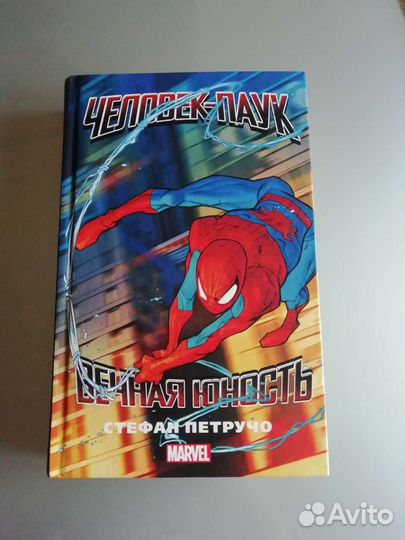 ЧЕЛОВЕК-ПАУК
ВЕЧНАЯ ЮНОСТЬ
СТЕФАН ПЕТРУЧО
MARVEL
Avito